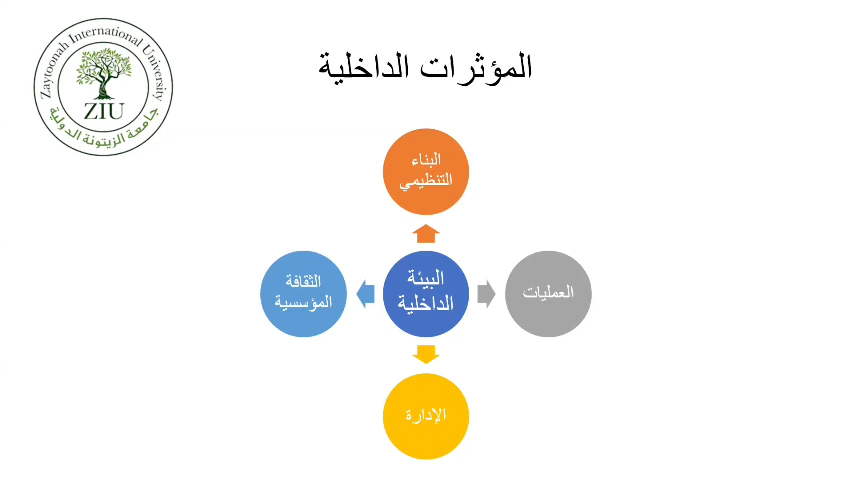 Zaytoonah International University
ZIU
جامعة الزيتونة الدولية
المؤثرات الداخلية
البناء
التنظيمي
الثقافة
المؤسسية
البيئة
الداخلية
العمليات
الإدارة